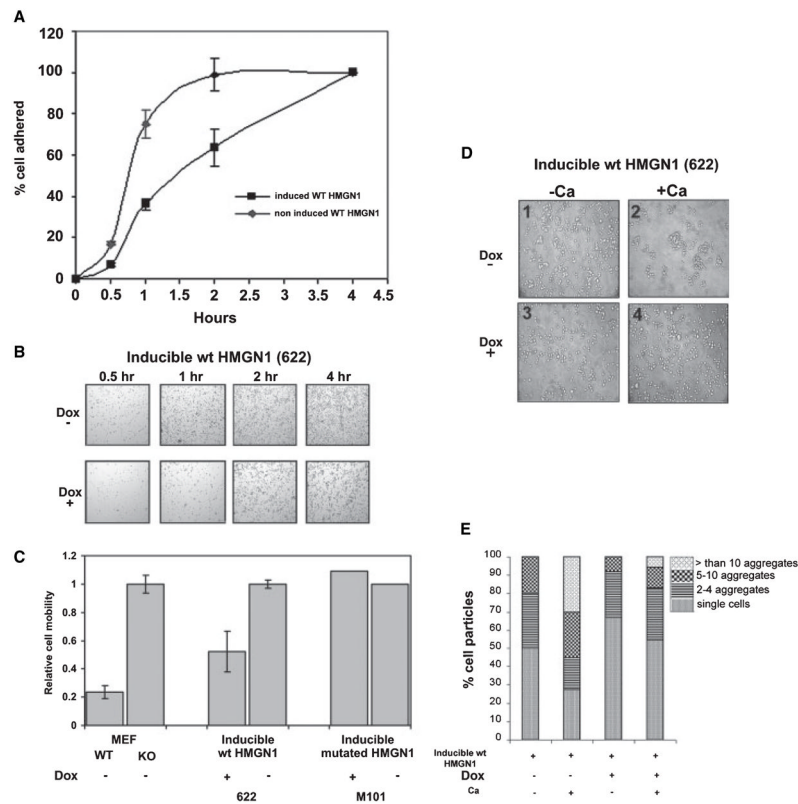 A
120
100
80
60
40
20
0
% cell adhered
induced WT HMGN1
non induced WT HMGN1
0 0.5 1 1.5 2 2.5 3 3.5 4 4.5
Hours
B
Inducible wt HMGN1 (622)
0.5 hr 1 hr 2 hr 4 hr
Dox
-
Dox
+
C
1.2
1
0.8
0.6
0.4
0.2
0
Relative cell mobility
MEF
WT KO
Inducible
wt HMGN1
Inducible
mutated HMGN1
Dox - - + - + -
622 M101
D
Inducible wt HMGN1 (622)
-Ca +Ca
Dox
-
1 2
Dox
+
3 4
E
100
90
80
70
60
50
40
30
20
10
0
% cell particles
> than 10 aggregates
5-10 aggregates
2-4 aggregates
single cells
Inducible wt
HMGN1
+ + + +
Dox - - + +
Ca - + - +